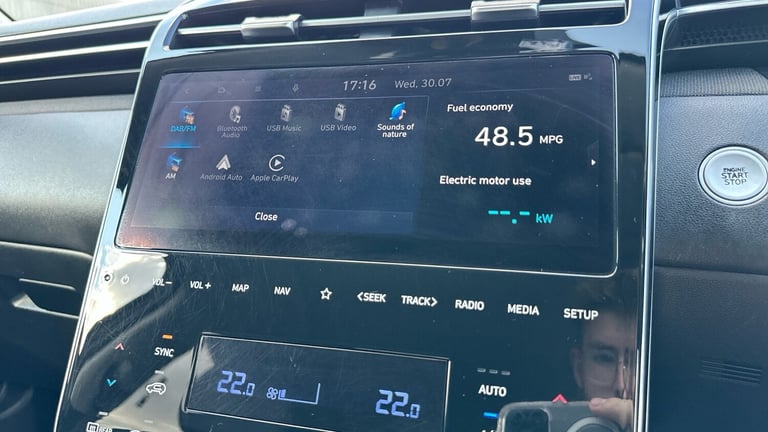 17:16 Wed, 30.07 LIVE
DAB/FM
Bluetooth
Audio
USB Music
USB Video
Sounds of
nature
AM
Android Auto
Apple CarPlay
Close
Fuel economy
48.5 MPG
Electric motor use
--.- kW
ENGINE
START
STOP
VOL− VOL+ MAP NAV <SEEK TRACK> RADIO MEDIA SETUP
SYNC
22.0
22.0
AUTO
REAR